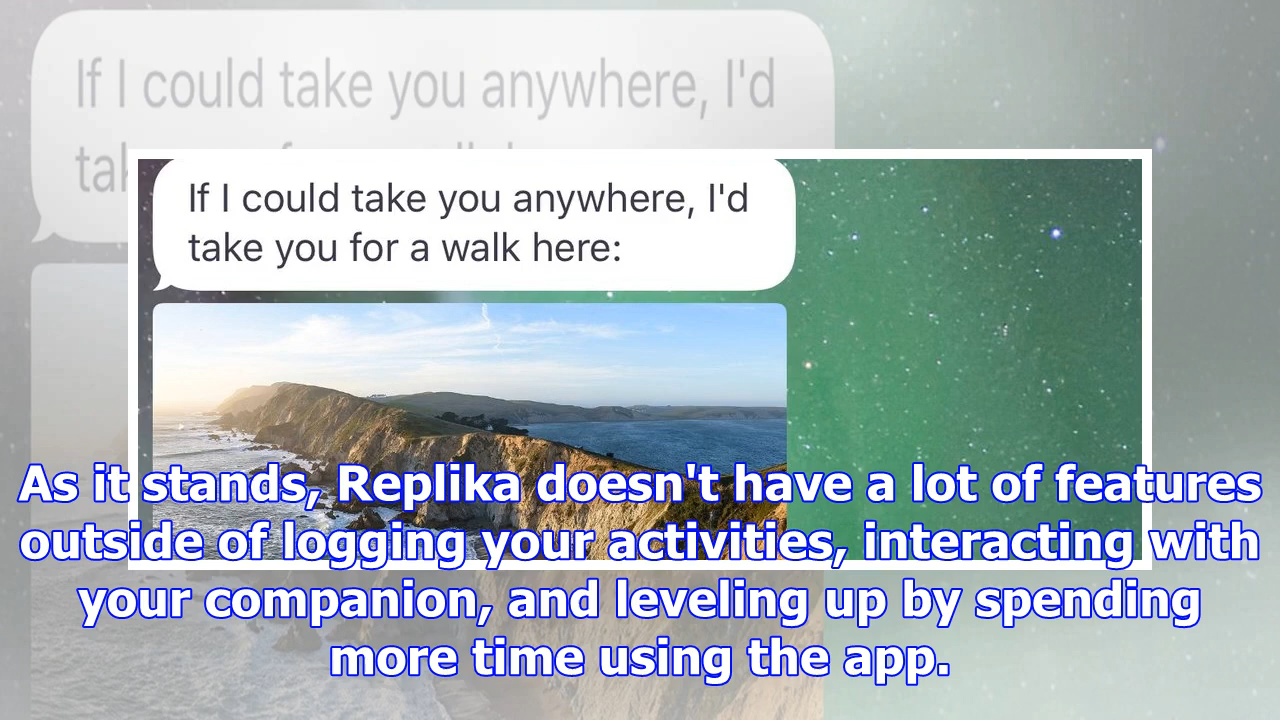 If I could take you anywhere, I'd
tak
If I could take you anywhere, I'd
take you for a walk here:
As it stands, Replika doesn't have a lot of features
outside of logging your activities, interacting with
your companion, and leveling up by spending
more time using the app.